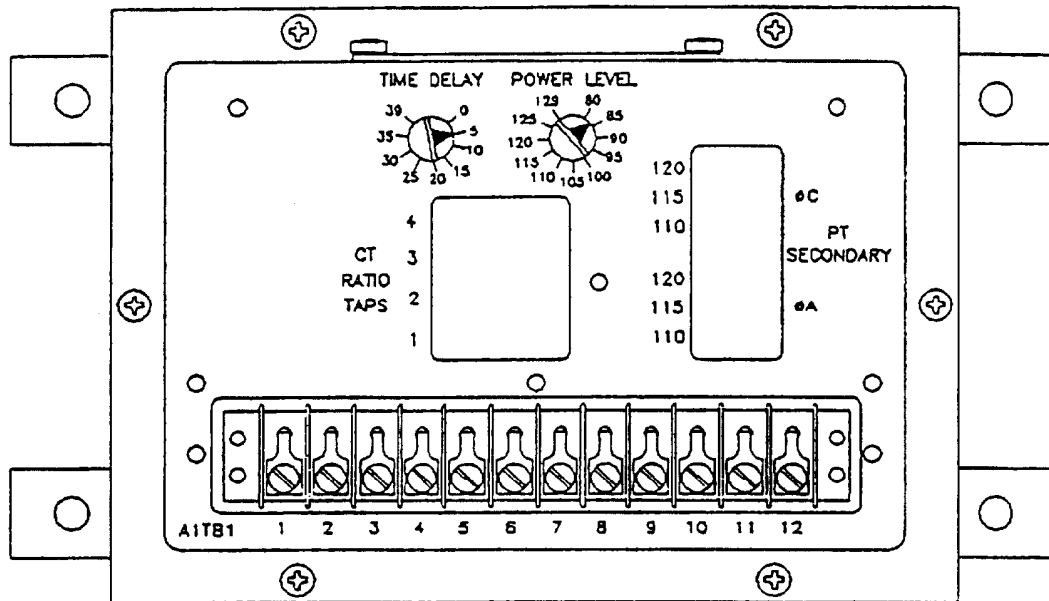 TIME DELAY
39 0
35 5
30 10
25 20 15
POWER LEVEL
129 80
125 85
120 90
115 95
110 105 100
CT
RATIO
TAPS
4
3
2
1
120
115
110
øC
PT
SECONDARY
120
115
110
øA
A1TB1 1 2 3 4 5 6 7 8 9 10 11 12